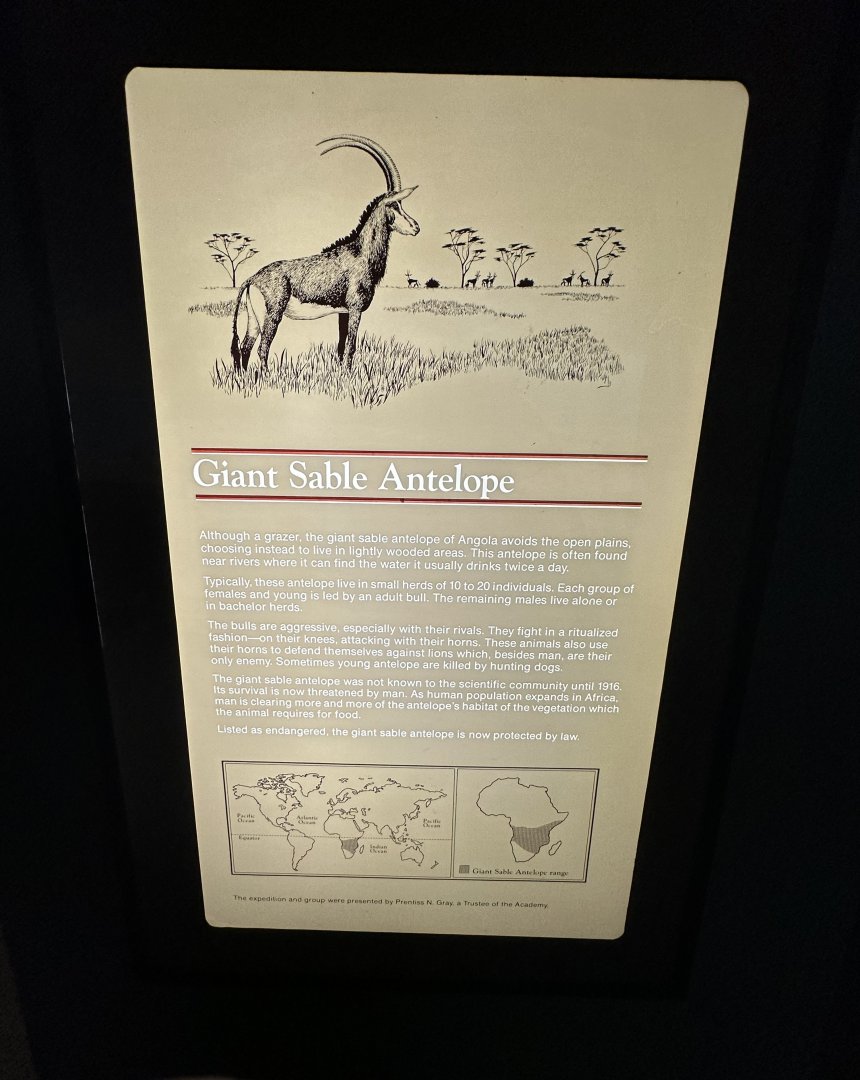 Giant Sable Antelope
Although a grazer, the giant sable antelope of Angola avoids the open plains,
choosing instead to live in lightly wooded areas. This antelope is often found
near rivers where it can find the water it usually drinks twice a day.
Typically, these antelope live in small herds of 10 to 20 individuals. Each group of
females and young is led by an adult bull. The remaining males live alone or
in bachelor herds.
The bulls are aggressive, especially with their rivals. They fight in a ritualized
fashion—on their knees, attacking with their horns. These animals also use
their horns to defend themselves against lions which, besides man, are their
only enemy. Sometimes young antelope are killed by hunting dogs.
The giant sable antelope was not known to the scientific community until 1916.
Its survival is now threatened by man. As human population expands in Africa,
man is clearing more and more of the antelope's habitat of the vegetation which
the animal requires for food.
Listed as endangered, the giant sable antelope is now protected by law.
Pacific
Ocean
Atlantic
Ocean
Pacific
Ocean
Equator
Indian
Ocean
Giant Sable Antelope range
The expedition and group were presented by Prentiss N. Gray, a Trustee of the Academy.